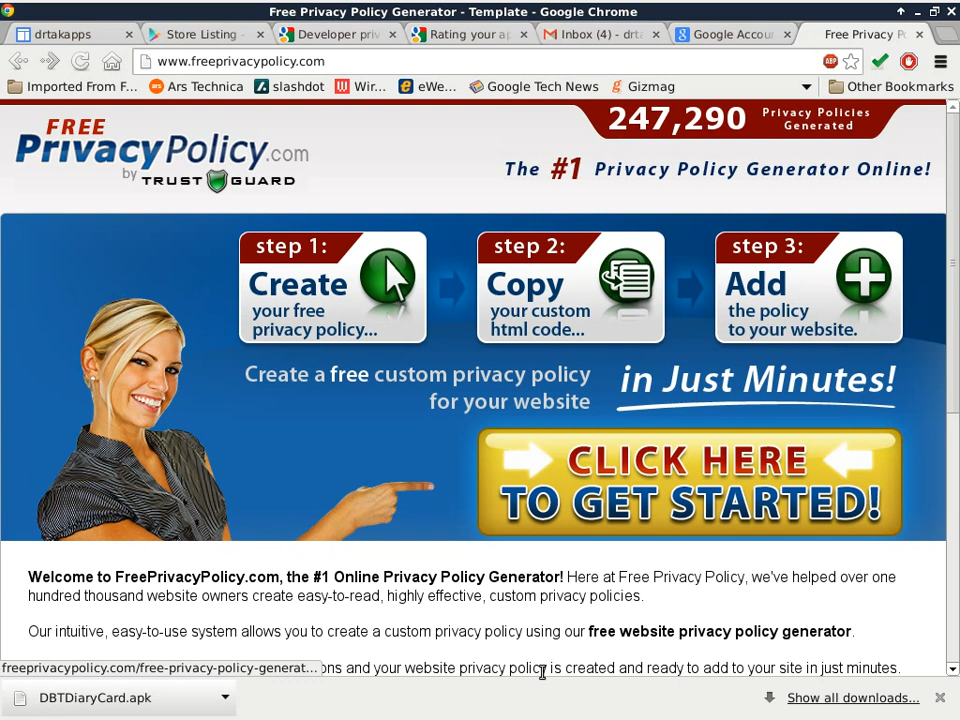 Free Privacy Policy Generator - Template - Google Chrome
drtakapps
Store Listing -
Developer priv
Rating your ap
Inbox (4) - drta
Google Accou
Free Privacy Po
www.freeprivacypolicy.com
ABP
Imported From F...
Ars Technica
slashdot
Wir...
eWe...
Google Tech News
Gizmag
Other Bookmarks
247,290 Privacy Policies Generated
FREE
PrivacyPolicy.com
by TRUST GUARD
The #1 Privacy Policy Generator Online!
step 1:
Create
your free
privacy policy...
step 2:
Copy
your custom
html code...
step 3:
Add
the policy
to your website.
Create a free custom privacy policy
for your website
in Just Minutes!
CLICK HERE
TO GET STARTED!
Welcome to FreePrivacyPolicy.com, the #1 Online Privacy Policy Generator! Here at Free Privacy Policy, we've helped over one
hundred thousand website owners create easy-to-read, highly effective, custom privacy policies.
Our intuitive, easy-to-use system allows you to create a custom privacy policy using our free website privacy policy generator.
freeprivacypolicy.com/free-privacy-policy-generat...
ons and your website privacy policy is created and ready to add to your site in just minutes.
DBTDiaryCard.apk
Show all downloads...